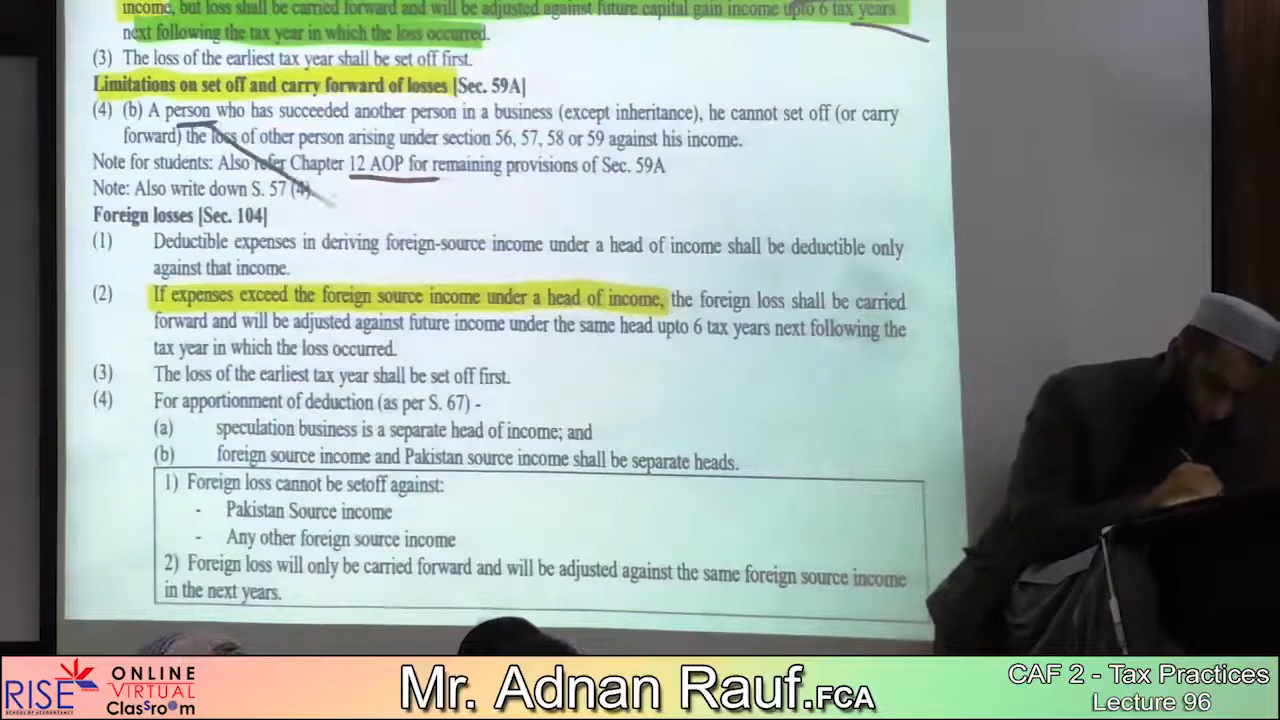 income, but loss shall be carried forward and will be adjusted against future capital gain income upto 6 tax years
next following the tax year in which the loss occurred.
(3) The loss of the earliest tax year shall be set off first.
Limitations on set off and carry forward of losses [Sec. 59A]
(4) (b) A person who has succeeded another person in a business (except inheritance), he cannot set off (or carry
forward) the loss of other person arising under section 56, 57, 58 or 59 against his income.
Note for students: Also refer Chapter 12 AOP for remaining provisions of Sec. 59A
Note: Also write down S. 57 (4)
Foreign losses [Sec. 104]
(1) Deductible expenses in deriving foreign-source income under a head of income shall be deductible only
against that income.
(2) If expenses exceed the foreign source income under a head of income, the foreign loss shall be carried
forward and will be adjusted against future income under the same head upto 6 tax years next following the
tax year in which the loss occurred.
(3) The loss of the earliest tax year shall be set off first.
(4) For apportionment of deduction (as per S. 67) -
(a) speculation business is a separate head of income; and
(b) foreign source income and Pakistan source income shall be separate heads.
1) Foreign loss cannot be setoff against:
- Pakistan Source income
- Any other foreign source income
2) Foreign loss will only be carried forward and will be adjusted against the same foreign source income
in the next years.
RISE
SCHOOL OF ACCOUNTANCY
ONLINE
VIRTUAL
ClasSroom
Mr. Adnan Rauf.FCA
CAF 2 - Tax Practices
Lecture 96